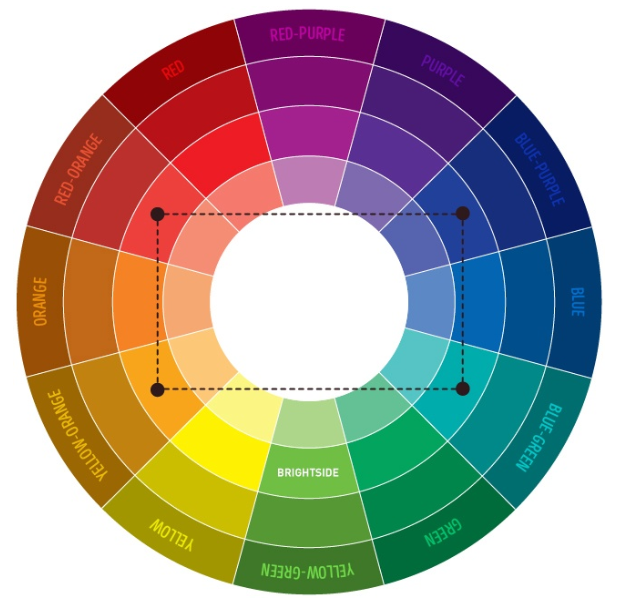 RED-PURPLE
PURPLE
BLUE-PURPLE
BLUE
BLUE-GREEN
GREEN
YELLOW-GREEN
YELLOW
YELLOW-ORANGE
ORANGE
RED-ORANGE
RED
BRIGHTSIDE